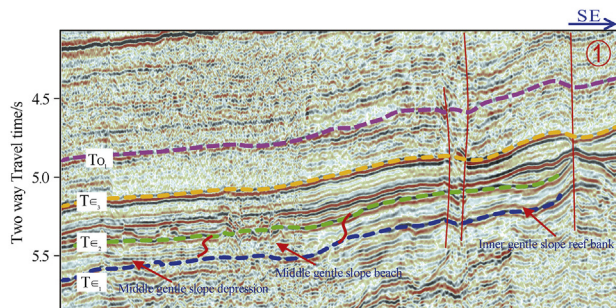 SE
①
Two way Travel time/s
4.5
5.0
5.5
To₁
T∈₃
T∈₂
T∈₁
Middle gentle slope depression
Middle gentle slope beach
Inner gentle slope reef-bank